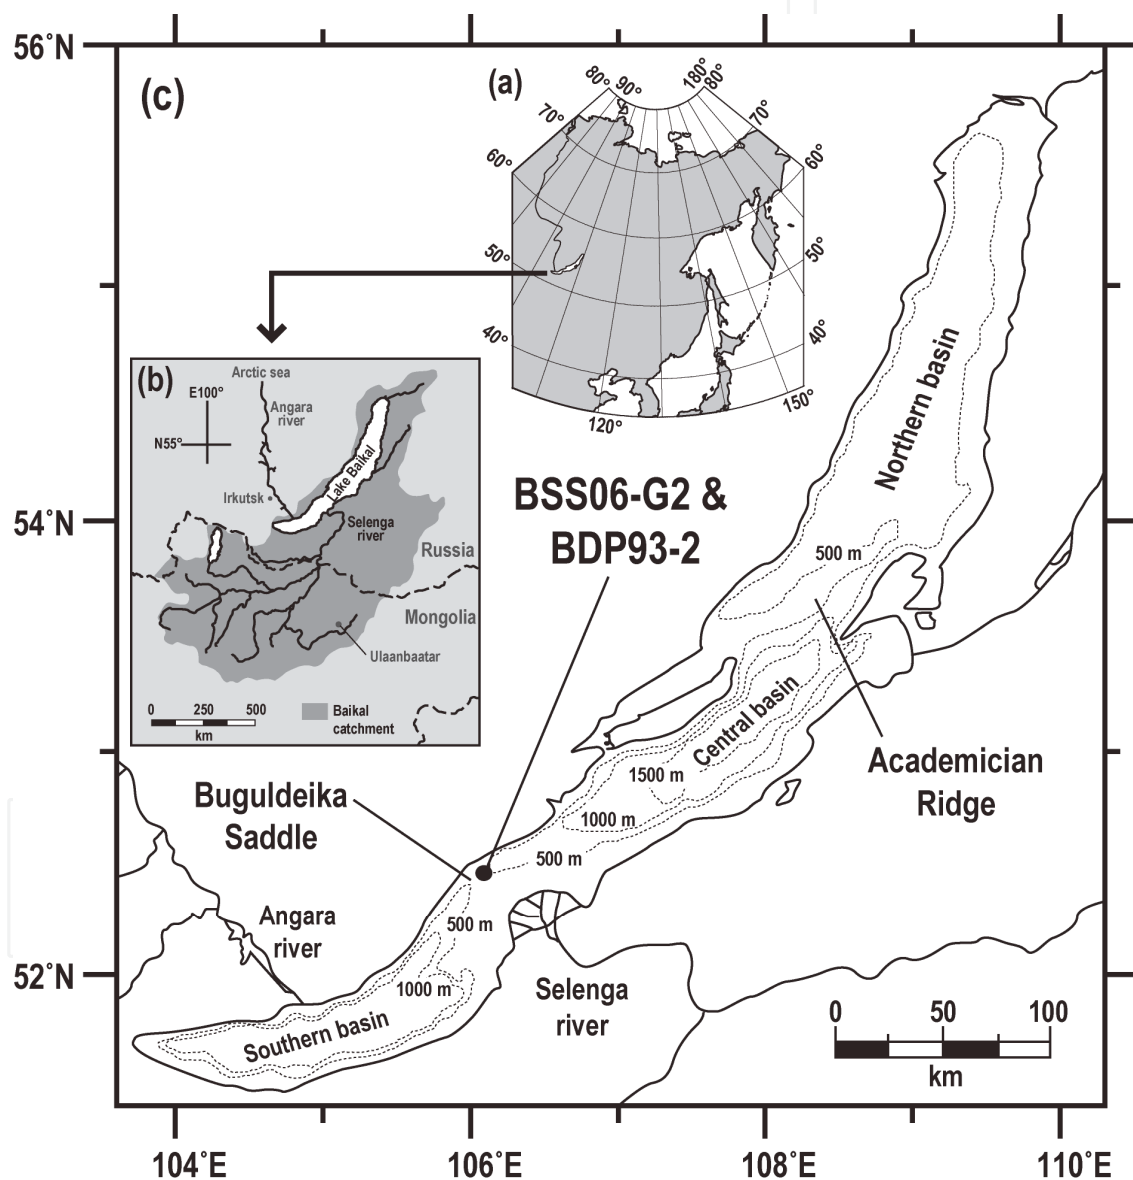 56°N
54°N
52°N
(c)
(a)
80°
90°
180°
80°
70°
70°
60°
60°
50°
50°
40°
40°
120°
150°
(b)
Arctic sea
E100°
Angara
river
N55°
Irkutsk
Lake Baikal
Selenga
river
Russia
Mongolia
Ulaanbaatar
0 250 500
km
Baikal
catchment
BSS06-G2 &
BDP93-2
Northern basin
500 m
Central basin
1500 m
1000 m
500 m
Academician
Ridge
Buguldeika
Saddle
500 m
Angara
river
1000 m
Southern basin
Selenga
river
0 50 100
km
104°E 106°E 108°E 110°E